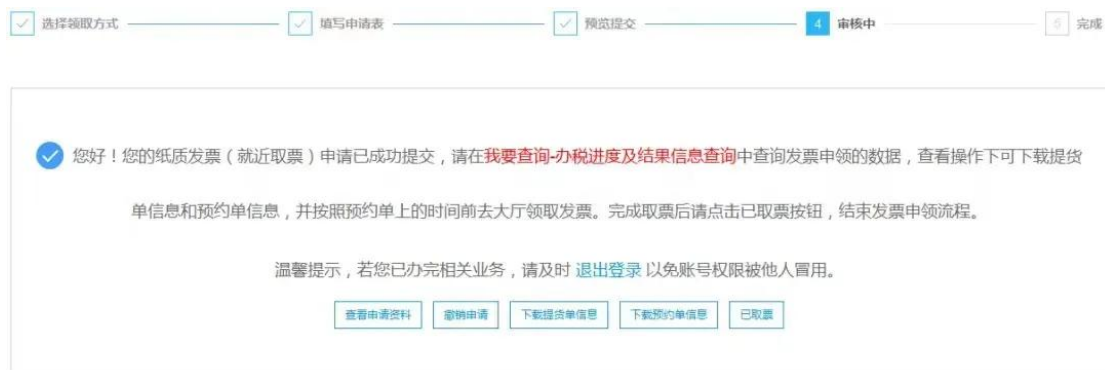 选择领取方式 填写申请表 预览提交 4 审核中 5 完成
您好！您的纸质发票（就近取票）申请已成功提交，请在我要查询-办税进度及结果信息查询中查询发票申领的数据，查看操作下可下载提货
单信息和预约单信息，并按照预约单上的时间前去大厅领取发票。完成取票后请点击已取票按钮，结束发票申领流程。
温馨提示，若您已办完相关业务，请及时 退出登录 以免账号权限被他人冒用。
查看申请资料 撤销申请 下载提货单信息 下载预约单信息 已取票